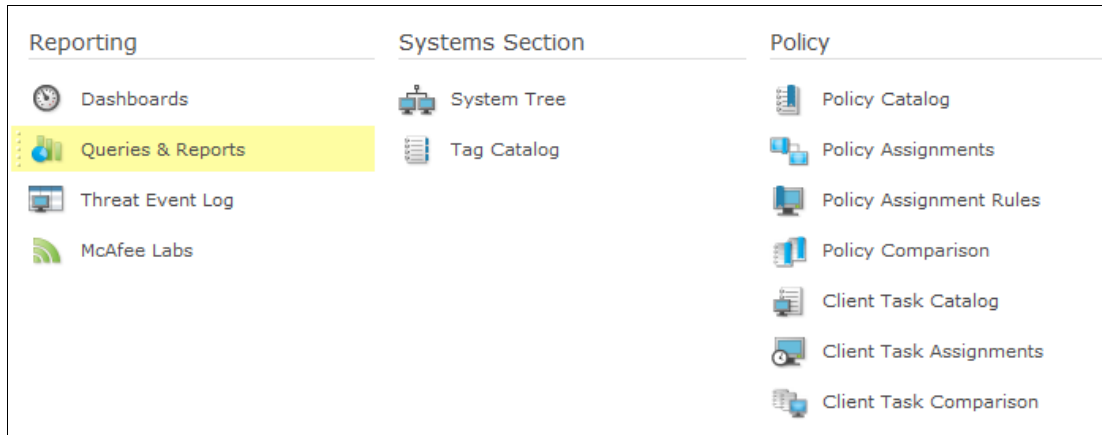 Reporting
Dashboards
Queries & Reports
Threat Event Log
McAfee Labs
Systems Section
System Tree
Tag Catalog
Policy
Policy Catalog
Policy Assignments
Policy Assignment Rules
Policy Comparison
Client Task Catalog
Client Task Assignments
Client Task Comparison